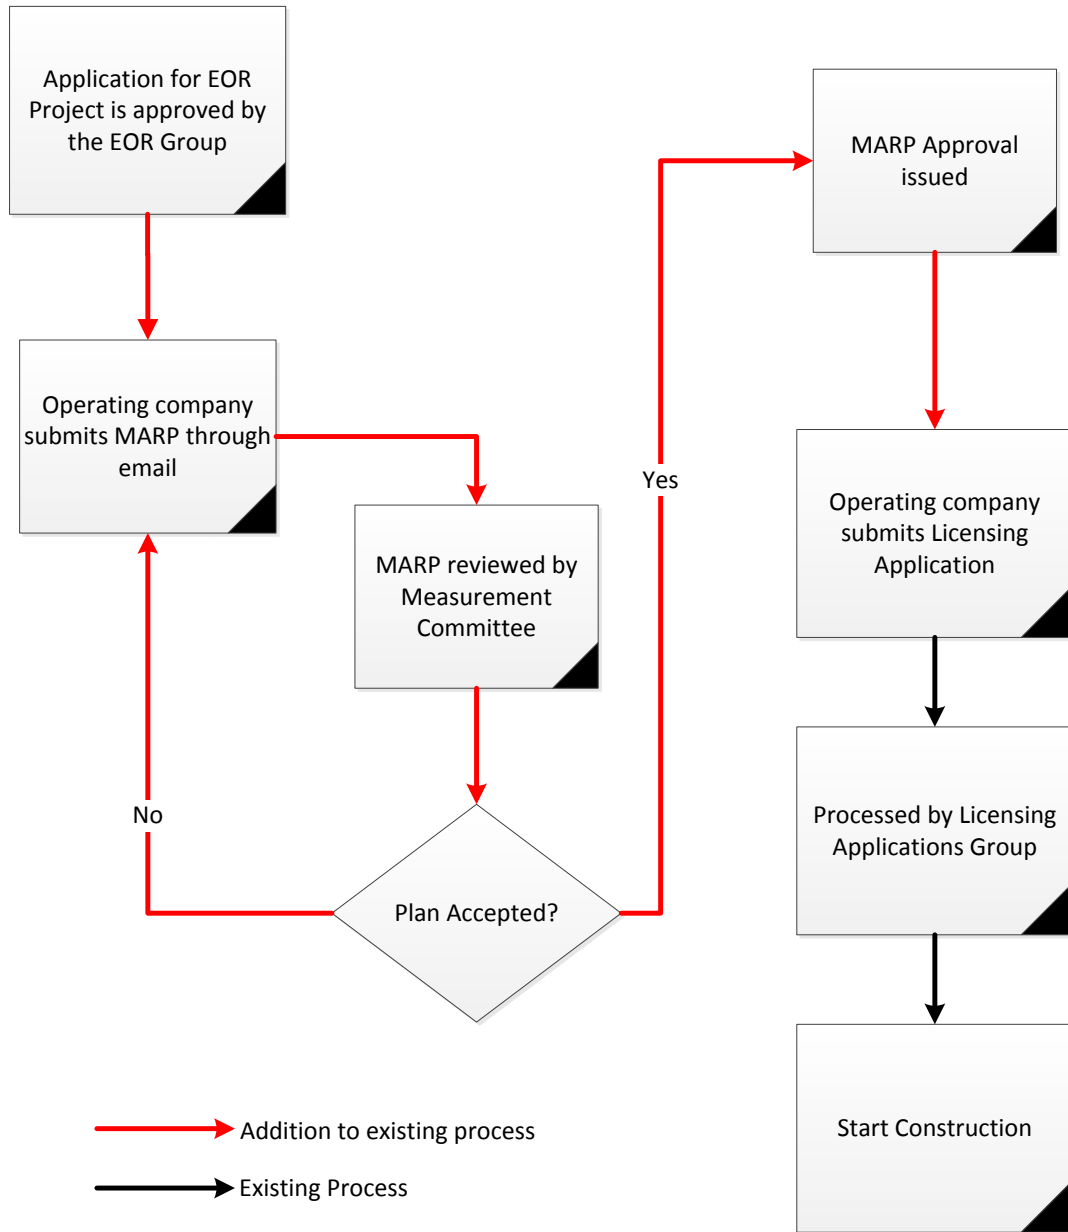 Application for EOR
Project is approved by
the EOR Group
Operating company
submits MARP through
email
MARP reviewed by
Measurement
Committee
Plan Accepted?
No
Yes
MARP Approval
issued
Operating company
submits Licensing
Application
Processed by Licensing
Applications Group
Start Construction
Addition to existing process
Existing Process